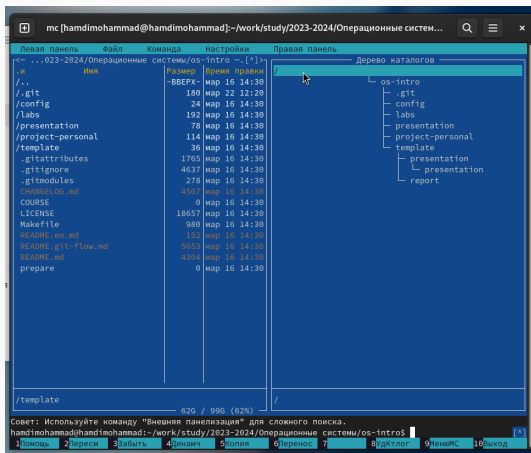 mc [hamdimohammad@hamdimohammad]:~/work/study/2023-2024/Операционные систем...
Левая панель Файл Команда Настройки Правая панель
<— ...023-2024/Операционные системы/os-intro —.[^]>
.и Имя Размер Время правки
/.. -ВВЕРХ- мар 16 14:30
/.git 180 мар 22 12:20
/config 24 мар 16 14:30
/labs 192 мар 16 14:30
/presentation 78 мар 16 14:30
/project-personal 114 мар 16 14:30
/template 36 мар 16 14:30
.gitattributes 1765 мар 16 14:30
.gitignore 4637 мар 16 14:30
.gitmodules 278 мар 16 14:30
CHANGELOG.md 4507 мар 16 14:30
COURSE 0 мар 16 14:30
LICENSE 18657 мар 16 14:30
Makefile 980 мар 16 14:30
README.en.md 152 мар 16 14:30
README.git-flow.md 5653 мар 16 14:30
README.md 4304 мар 16 14:30
prepare 0 мар 16 14:30
/template
62G / 99G (62%)
Дерево каталогов
/
os-intro
.git
config
labs
presentation
project-personal
template
presentation
presentation
report
/
Совет: Используйте команду "Внешняя панелизация" для сложного поиска.
hamdimohammad@hamdimohammad:~/work/study/2023-2024/Операционные системы/os-intro$ [^]
1Помощь 2Пересм 3Забыть 4Динамч 5Копия 6Перенос 7 8УдКтлог 9МенюMC 10Выход